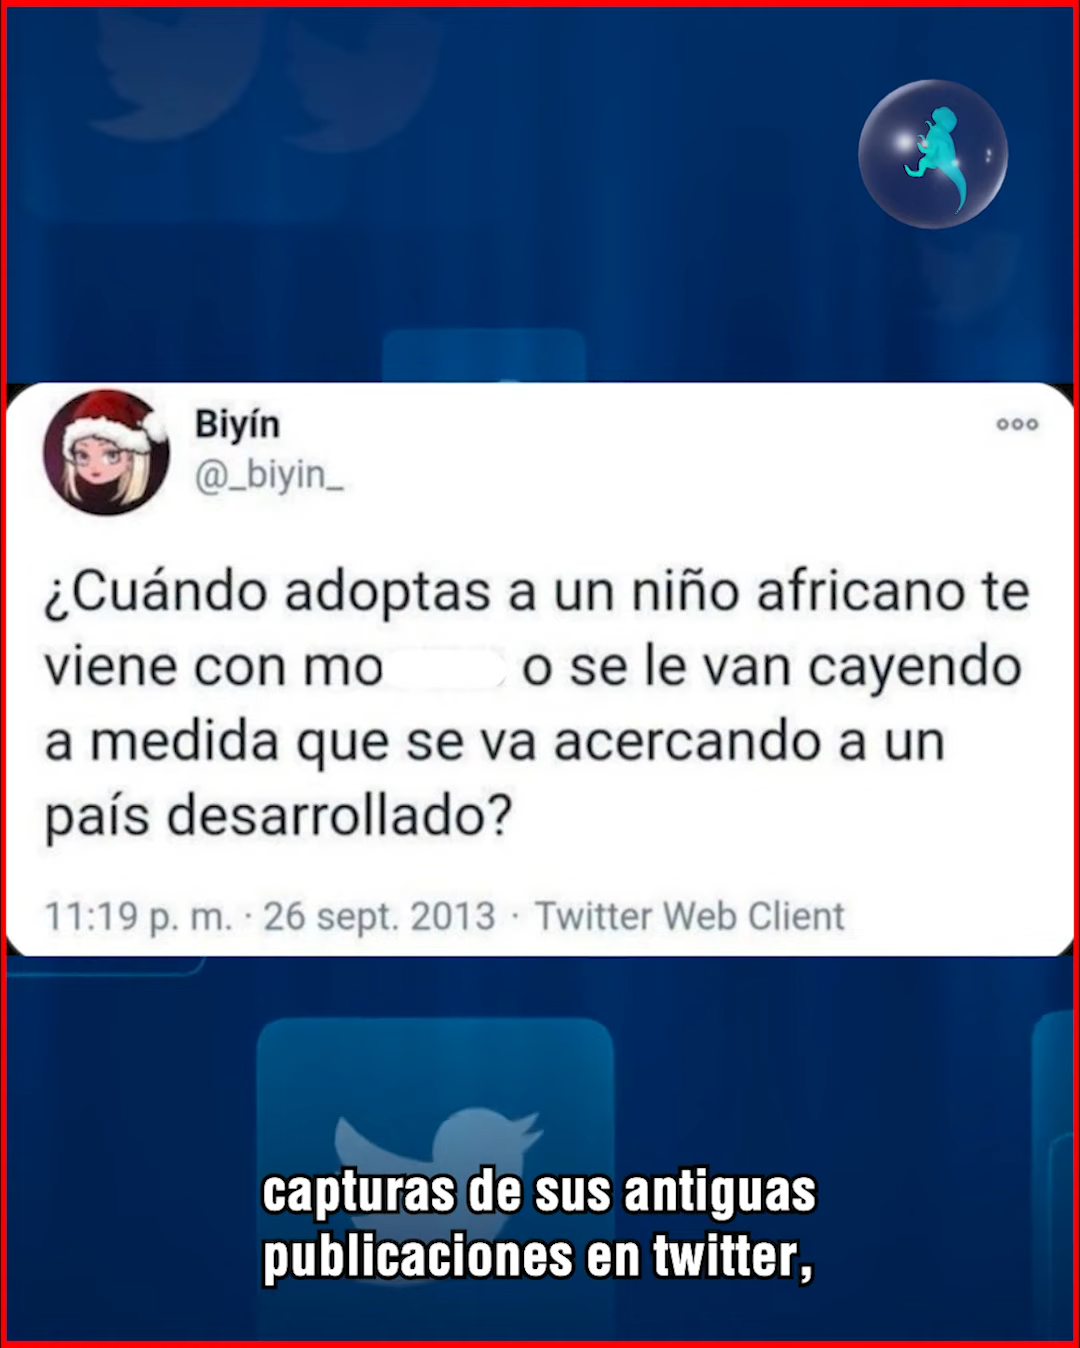 Biyín
@_biyin_
¿Cuándo adoptas a un niño africano te
viene con mo o se le van cayendo
a medida que se va acercando a un
país desarrollado?
11:19 p. m. · 26 sept. 2013 · Twitter Web Client
capturas de sus antiguas
publicaciones en twitter,